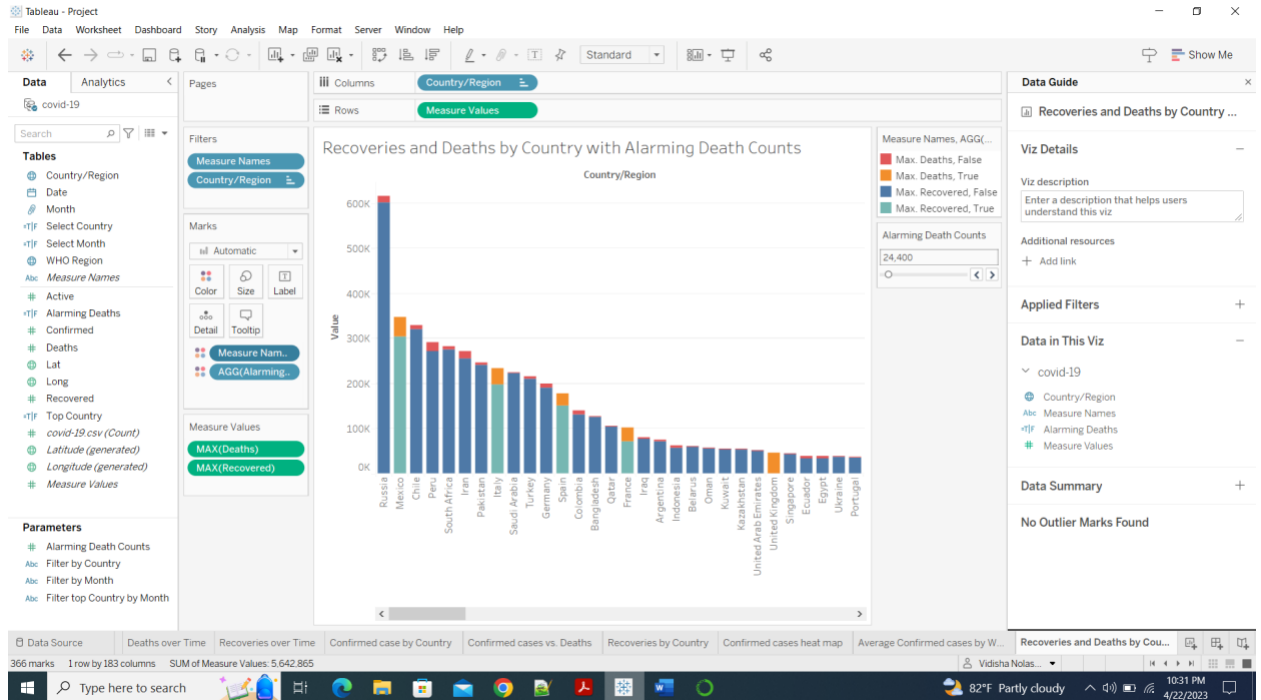 Tableau - Project
File Data Worksheet Dashboard Story Analysis Map Format Server Window Help
Standard
Show Me
Data Analytics
covid-19
Search
Tables
Country/Region
Date
Month
Select Country
Select Month
WHO Region
Abc Measure Names
# Active
Alarming Deaths
# Confirmed
# Deaths
Lat
Long
# Recovered
Top Country
# covid-19.csv (Count)
Latitude (generated)
Longitude (generated)
# Measure Values
Parameters
# Alarming Death Counts
Abc Filter by Country
Abc Filter by Month
Abc Filter top Country by Month
Pages
Filters
Measure Names
Country/Region
Marks
Automatic
Color Size Label
Detail Tooltip
Measure Nam..
AGG(Alarming..
Measure Values
MAX(Deaths)
MAX(Recovered)
Columns Country/Region
Rows Measure Values
Recoveries and Deaths by Country with Alarming Death Counts
Country/Region
Value
600K
500K
400K
300K
200K
100K
0K
Russia
Mexico
Chile
Peru
South Africa
Iran
Pakistan
Italy
Saudi Arabia
Turkey
Germany
Spain
Colombia
Bangladesh
Qatar
France
Iraq
Argentina
Indonesia
Belarus
Oman
Kuwait
Kazakhstan
United Arab Emirates
United Kingdom
Singapore
Ecuador
Egypt
Ukraine
Portugal
Measure Names, AGG(...
Max. Deaths, False
Max. Deaths, True
Max. Recovered, False
Max. Recovered, True
Alarming Death Counts
24,400
Data Guide
Recoveries and Deaths by Country ...
Viz Details
Viz description
Enter a description that helps users
understand this viz
Additional resources
+ Add link
Applied Filters
Data in This Viz
covid-19
Country/Region
Abc Measure Names
Alarming Deaths
# Measure Values
Data Summary
No Outlier Marks Found
Data Source Deaths over Time Recoveries over Time Confirmed case by Country Confirmed cases vs. Deaths Recoveries by Country Confirmed cases heat map Average Confirmed cases by W... Recoveries and Deaths by Cou...
366 marks 1 row by 183 columns SUM of Measure Values: 5,642,865
Vidisha Nolas...
Type here to search
82°F Partly cloudy
10:31 PM
4/22/2023